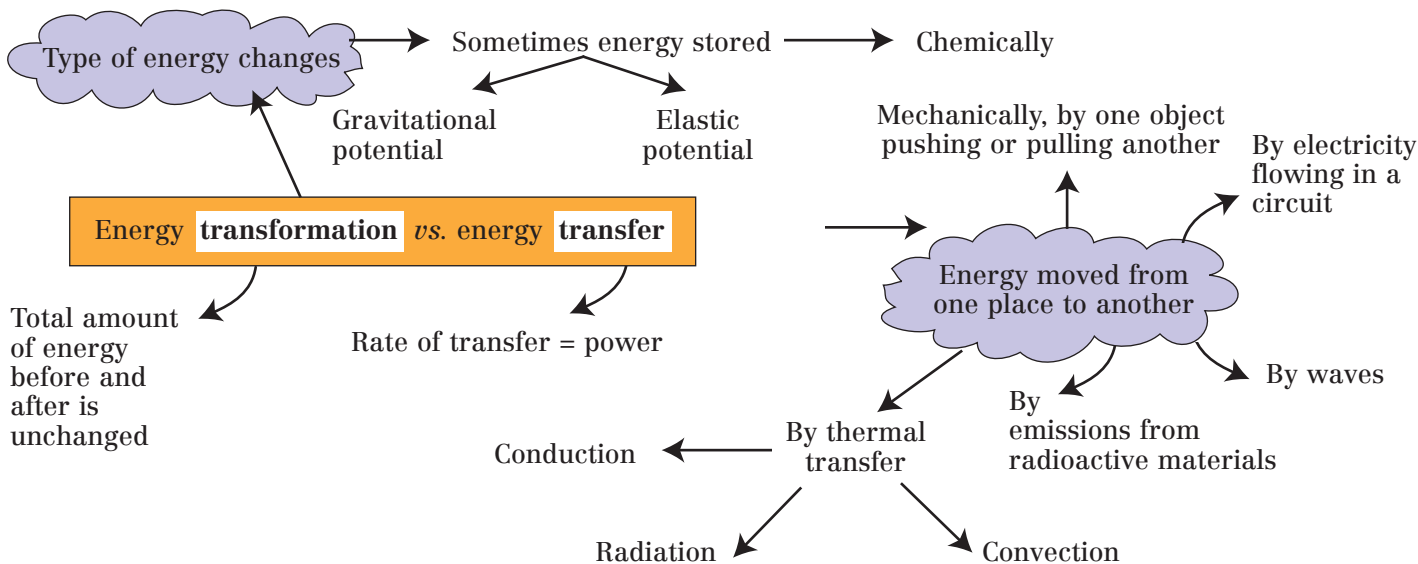 Type of energy changes
Sometimes energy stored
Chemically
Gravitational
potential
Elastic
potential
Mechanically, by one object
pushing or pulling another
By electricity
flowing in a
circuit
Energy transformation vs. energy transfer
Energy moved from
one place to another
Total amount
of energy
before and
after is
unchanged
Rate of transfer = power
By waves
By
emissions from
radioactive materials
By thermal
transfer
Conduction
Radiation
Convection